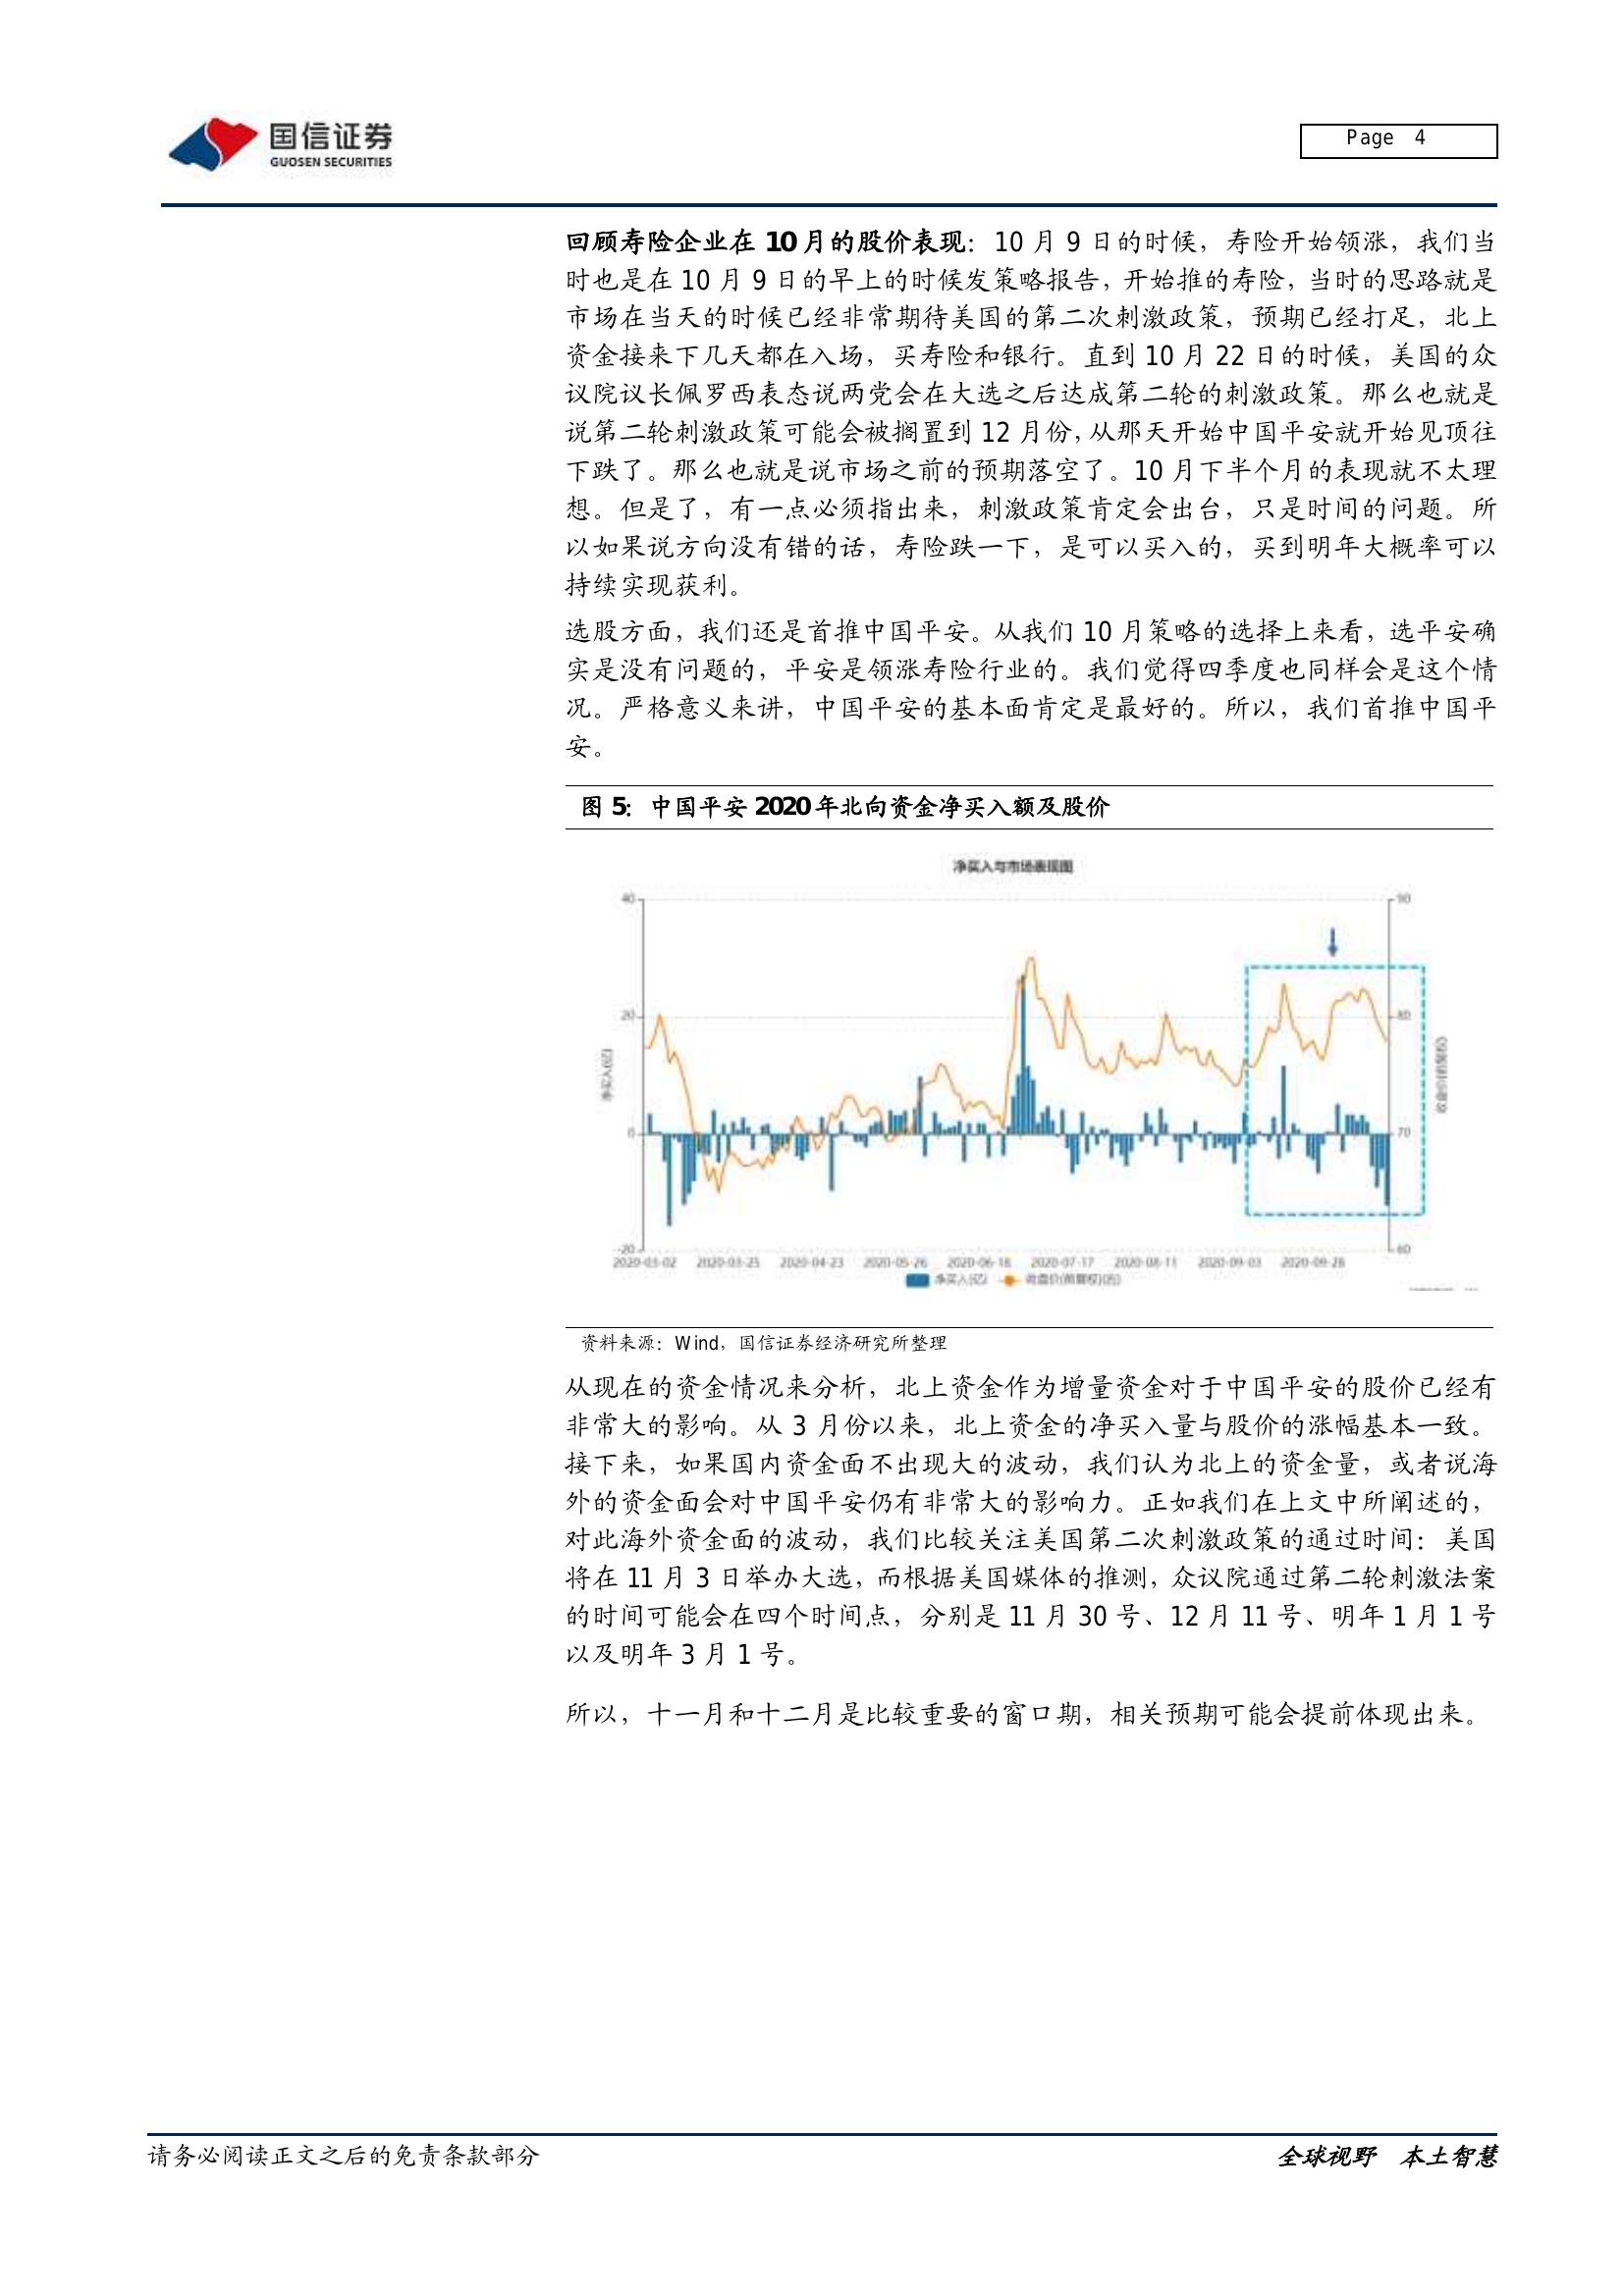 国信证券
GUOSEN SECURITIES
Page 4
回顾寿险企业在 10 月的股价表现：10 月 9 日的时候，寿险开始领涨，我们当
时也是在 10 月 9 日的早上的时候发策略报告，开始推的寿险，当时的思路就是
市场在当天的时候已经非常期待美国的第二次刺激政策，预期已经打足，北上
资金接来下几天都在入场，买寿险和银行。直到 10 月 22 日的时候，美国的众
议院议长佩罗西表态说两党会在大选之后达成第二轮的刺激政策。那么也就是
说第二轮刺激政策可能会被搁置到 12 月份，从那天开始中国平安就开始见顶往
下跌了。那么也就是说市场之前的预期落空了。10 月下半个月的表现就不太理
想。但是了，有一点必须指出来，刺激政策肯定会出台，只是时间的问题。所
以如果说方向没有错的话，寿险跌一下，是可以买入的，买到明年大概率可以
持续实现获利。
选股方面，我们还是首推中国平安。从我们 10 月策略的选择上来看，选平安确
实是没有问题的，平安是领涨寿险行业的。我们觉得四季度也同样会是这个情
况。严格意义来讲，中国平安的基本面肯定是最好的。所以，我们首推中国平
安。
图 5：中国平安 2020 年北向资金净买入额及股价
净买入与市场表现图
40 90
20 80
0 70
-20 60
净买入(亿)
2020-03-02 2020-03-25 2020-04-23 2020-05-26 2020-06-18 2020-07-17 2020-08-11 2020-09-03 2020-09-28
净买入(亿) 收盘价(前复权)(元)
资料来源：Wind，国信证券经济研究所整理
从现在的资金情况来分析，北上资金作为增量资金对于中国平安的股价已经有
非常大的影响。从 3 月份以来，北上资金的净买入量与股价的涨幅基本一致。
接下来，如果国内资金面不出现大的波动，我们认为北上的资金量，或者说海
外的资金面会对中国平安仍有非常大的影响力。正如我们在上文中所阐述的，
对此海外资金面的波动，我们比较关注美国第二次刺激政策的通过时间：美国
将在 11 月 3 日举办大选，而根据美国媒体的推测，众议院通过第二轮刺激法案
的时间可能会在四个时间点，分别是 11 月 30 号、12 月 11 号、明年 1 月 1 号
以及明年 3 月 1 号。
所以，十一月和十二月是比较重要的窗口期，相关预期可能会提前体现出来。
请务必阅读正文之后的免责条款部分
全球视野 本土智慧